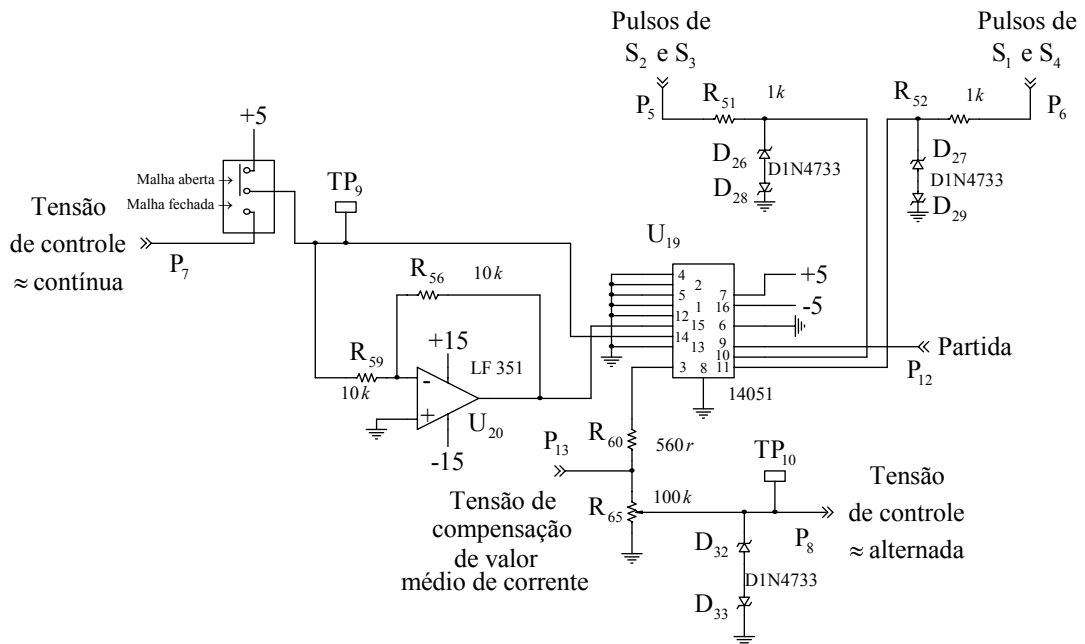 Pulsos de
S2 e S3
Pulsos de
S1 e S4
P5
R51
1k
R52
1k
P6
+5
Malha aberta →
Malha fechada →
TP9
D26
D1N4733
D28
D27
D1N4733
D29
Tensão
de controle
≈ contínua
P7
U19
R56
10k
4
2
5
1
12
15
14
13
3
8
7
16
6
9
10
11
+5
-5
Partida
P12
14051
R59
10k
+15
LF 351
-
+
U20
-15
P13
R60
560r
Tensão de
compensação
de valor
médio de corrente
R65
100k
TP10
Tensão
de controle
≈ alternada
P8
D32
D1N4733
D33